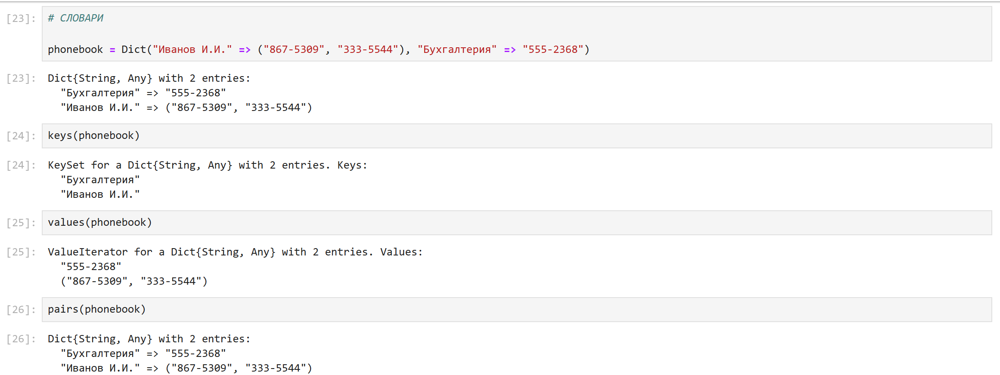 [23]: # СЛОВАРИ
phonebook = Dict("Иванов И.И." => ("867-5309", "333-5544"), "Бухгалтерия" => "555-2368")
[23]: Dict{String, Any} with 2 entries:
"Бухгалтерия" => "555-2368"
"Иванов И.И." => ("867-5309", "333-5544")
[24]: keys(phonebook)
[24]: KeySet for a Dict{String, Any} with 2 entries. Keys:
"Бухгалтерия"
"Иванов И.И."
[25]: values(phonebook)
[25]: ValueIterator for a Dict{String, Any} with 2 entries. Values:
"555-2368"
("867-5309", "333-5544")
[26]: pairs(phonebook)
[26]: Dict{String, Any} with 2 entries:
"Бухгалтерия" => "555-2368"
"Иванов И.И." => ("867-5309", "333-5544")